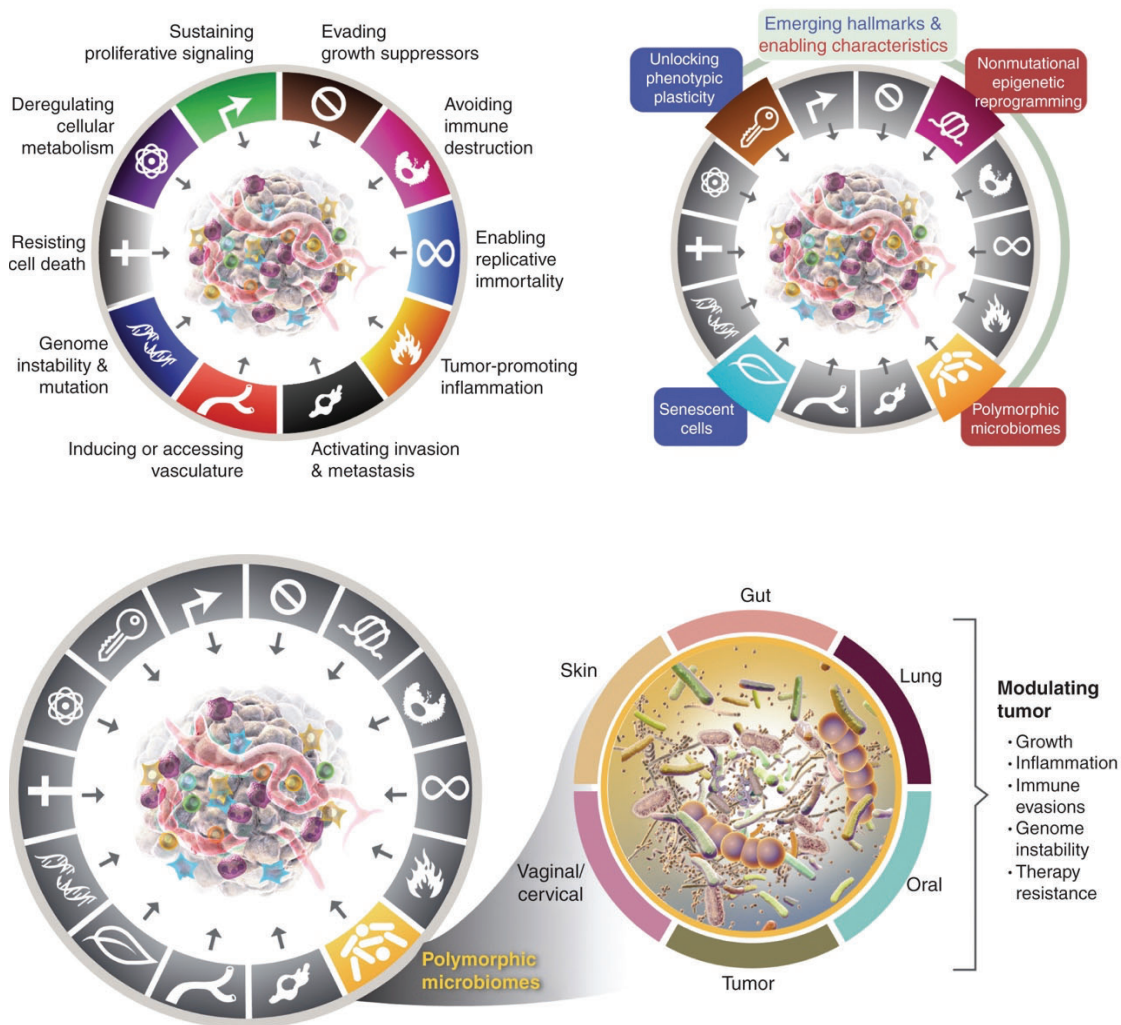 Sustaining
proliferative signaling
Evading
growth suppressors
Deregulating
cellular
metabolism
Avoiding
immune
destruction
Resisting
cell death
Enabling
replicative
immortality
Genome
instability &
mutation
Tumor-promoting
inflammation
Inducing or accessing
vasculature
Activating invasion
& metastasis
Emerging hallmarks &
enabling characteristics
Unlocking
phenotypic
plasticity
Nonmutational
epigenetic
reprogramming
Senescent
cells
Polymorphic
microbiomes
Polymorphic
microbiomes
Gut
Skin
Lung
Vaginal/
cervical
Oral
Tumor
Modulating
tumor
• Growth
• Inflammation
• Immune
evasions
• Genome
instability
• Therapy
resistance